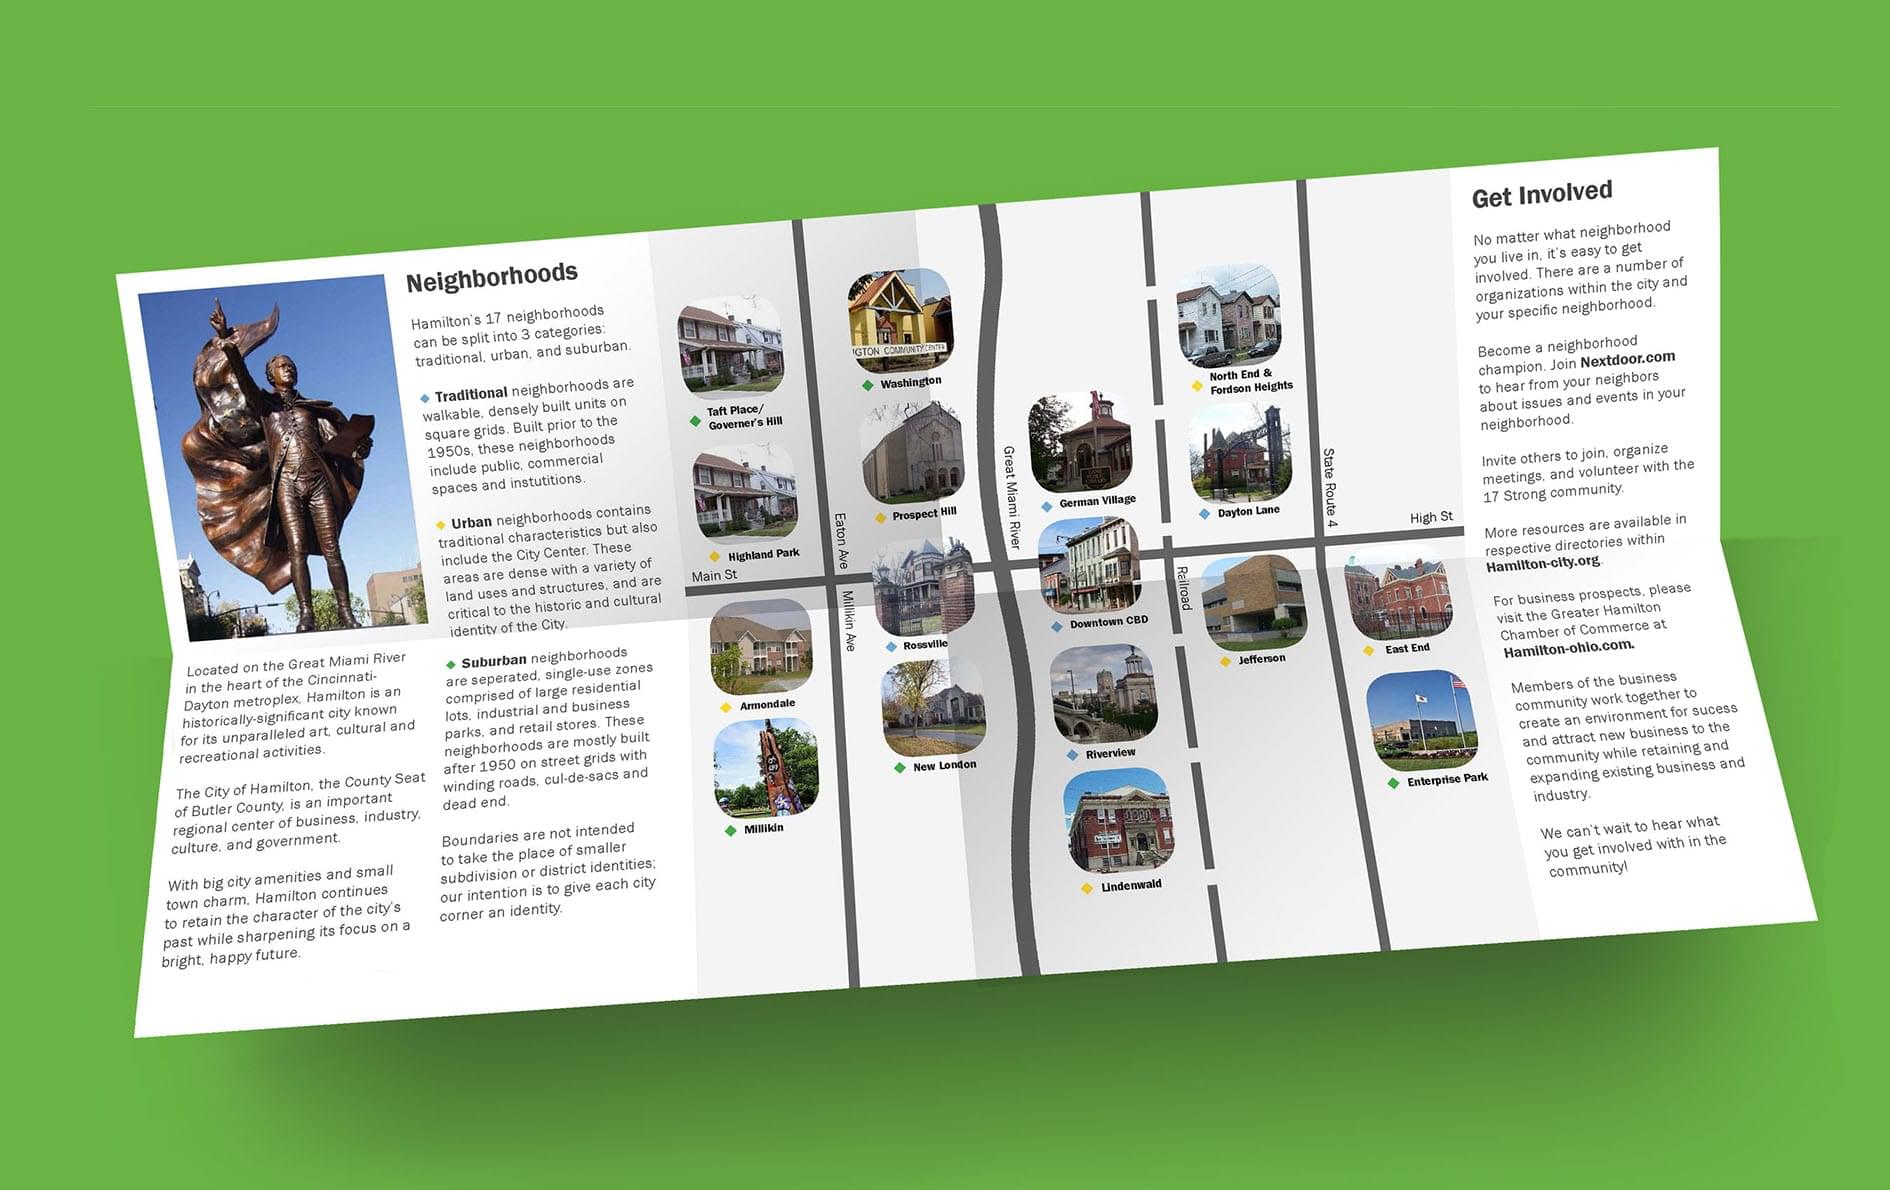 Located on the Great Miami River
in the heart of the Cincinnati-
Dayton metroplex, Hamilton is an
historically-significant city known
for its unparalleled art, cultural and
recreational activities.
The City of Hamilton, the County Seat
of Butler County, is an important
regional center of business, industry,
culture, and government.
With big city amenities and small
town charm, Hamilton continues
to retain the character of the city's
past while sharpening its focus on a
bright, happy future.
Neighborhoods
Hamilton's 17 neighborhoods
can be split into 3 categories:
traditional, urban, and suburban.
Traditional neighborhoods are
walkable, densely built units on
square grids. Built prior to the
1950s, these neighborhoods
include public, commercial
spaces and instutitions.
Urban neighborhoods contains
traditional characteristics but also
include the City Center. These
areas are dense with a variety of
land uses and structures, and are
critical to the historic and cultural
identity of the City.
Suburban neighborhoods
are seperated, single-use zones
comprised of large residential
lots, industrial and business
parks, and retail stores. These
neighborhoods are mostly built
after 1950 on street grids with
winding roads, cul-de-sacs and
dead end.
Boundaries are not intended
to take the place of smaller
subdivision or district identities;
our intention is to give each city
corner an identity.
Taft Place/
Governer's Hill
Highland Park
Main St
Armondale
Millikin
Eaton Ave
Millikin Ave
GTON COMMUNITY CENTER
Washington
Prospect Hill
Rossville
New London
Great Miami River
German Village
Downtown CBD
Riverview
Lindenwald
Railroad
North End &
Fordson Heights
Dayton Lane
Jefferson
State Route 4
High St
East End
Enterprise Park
Get Involved
No matter what neighborhood
you live in, it's easy to get
involved. There are a number of
organizations within the city and
your specific neighborhood.
Become a neighborhood
champion. Join Nextdoor.com
to hear from your neighbors
about issues and events in your
neighborhood.
Invite others to join, organize
meetings, and volunteer with the
17 Strong community.
More resources are available in
respective directories within
Hamilton-city.org.
For business prospects, please
visit the Greater Hamilton
Chamber of Commerce at
Hamilton-ohio.com.
Members of the business
community work together to
create an environment for sucess
and attract new business to the
community while retaining and
expanding existing business and
industry.
We can't wait to hear what
you get involved with in the
community!